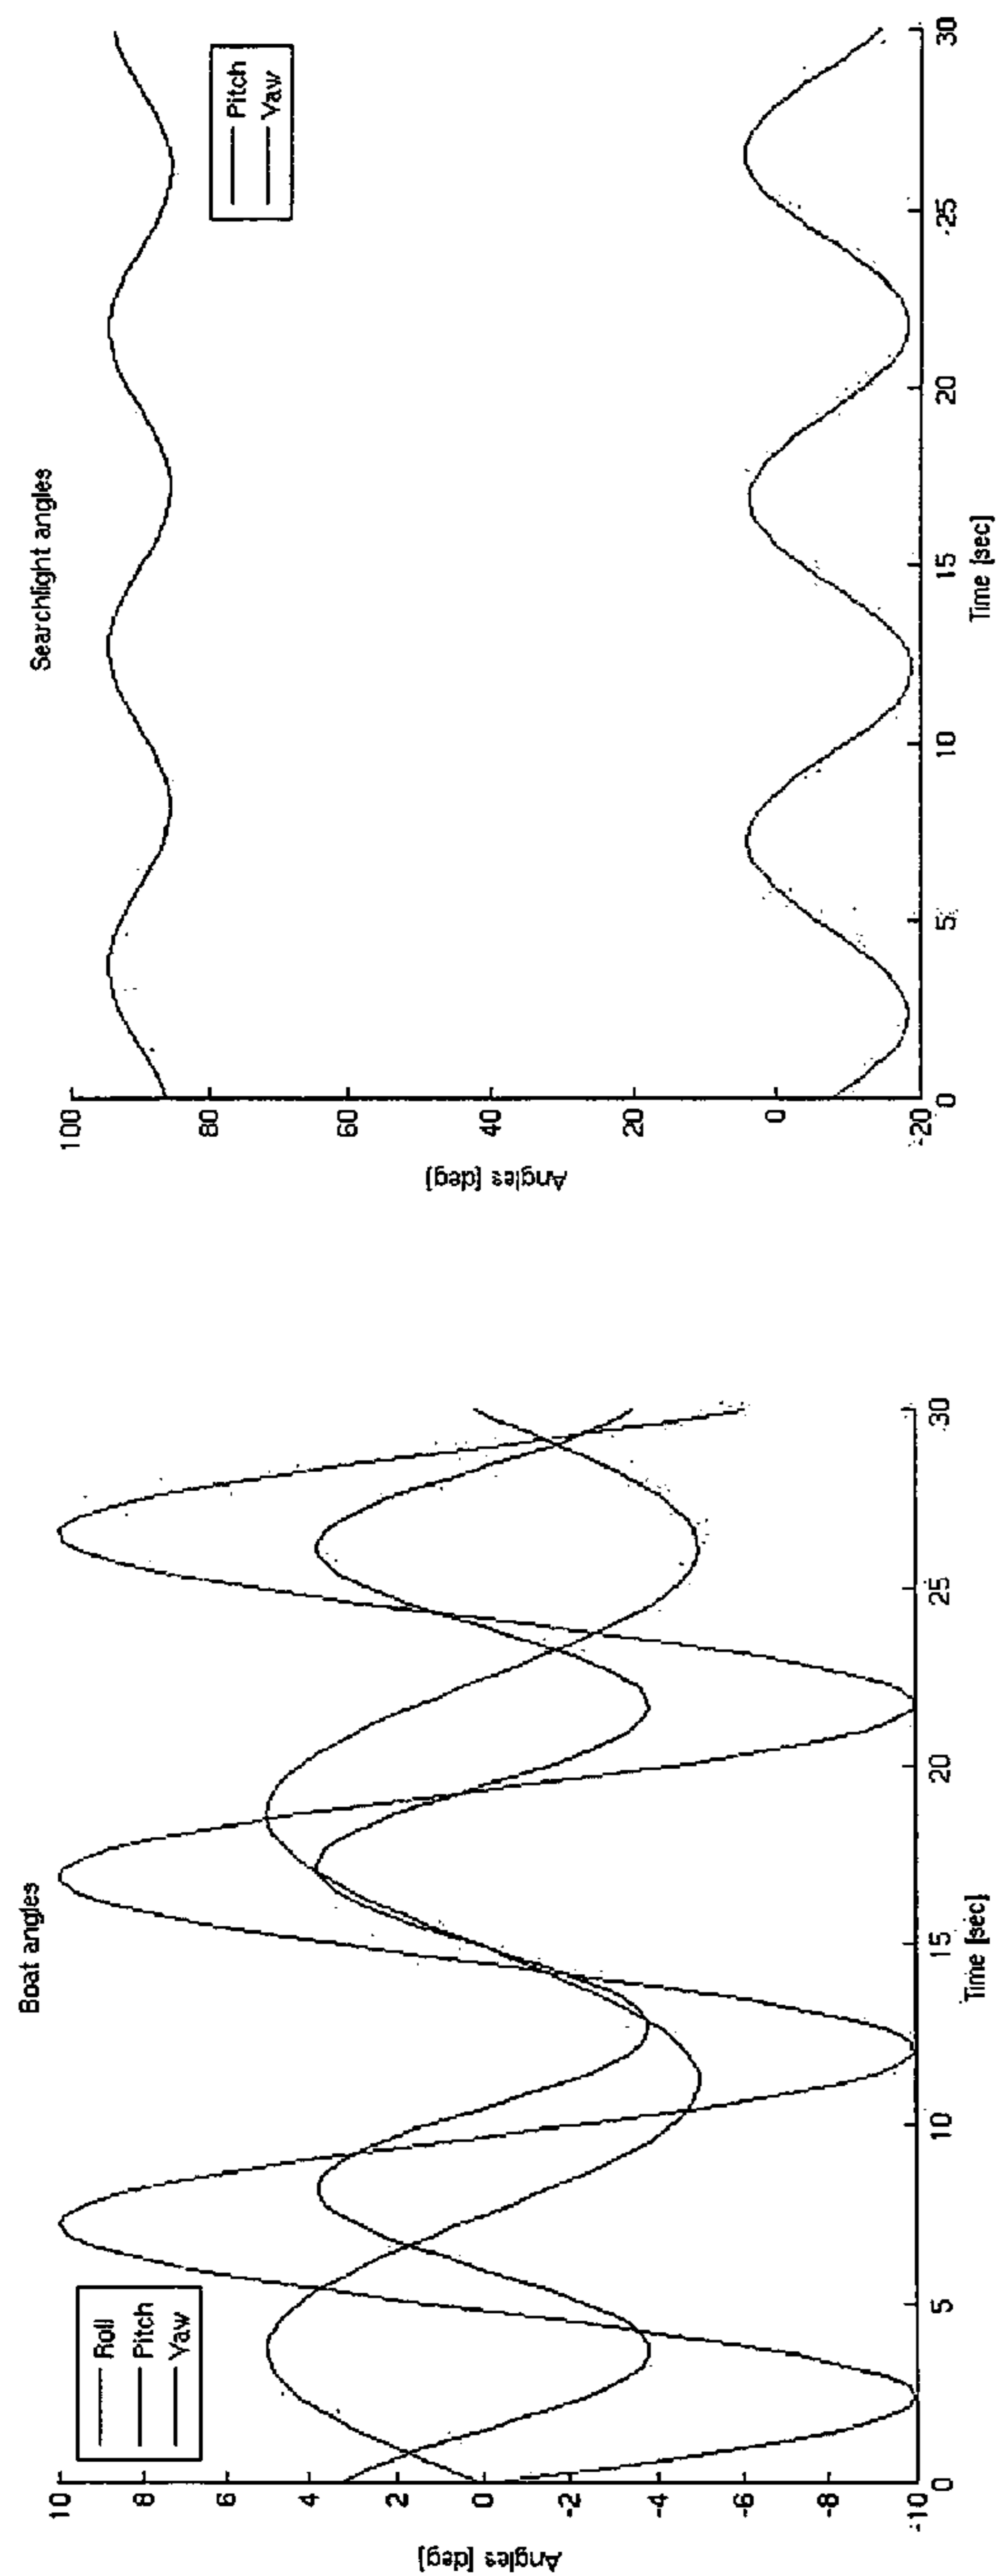 Boat angles
Roll
Pitch
Yaw
Angles [deg]
10
8
6
4
2
0
-2
-4
-6
-8
-10
0
5
10
15
20
25
30
Time [sec]
Searchlight angles
Pitch
Yaw
Angles [deg]
100
80
60
40
20
0
-20
0
5
10
15
20
25
30
Time [sec]